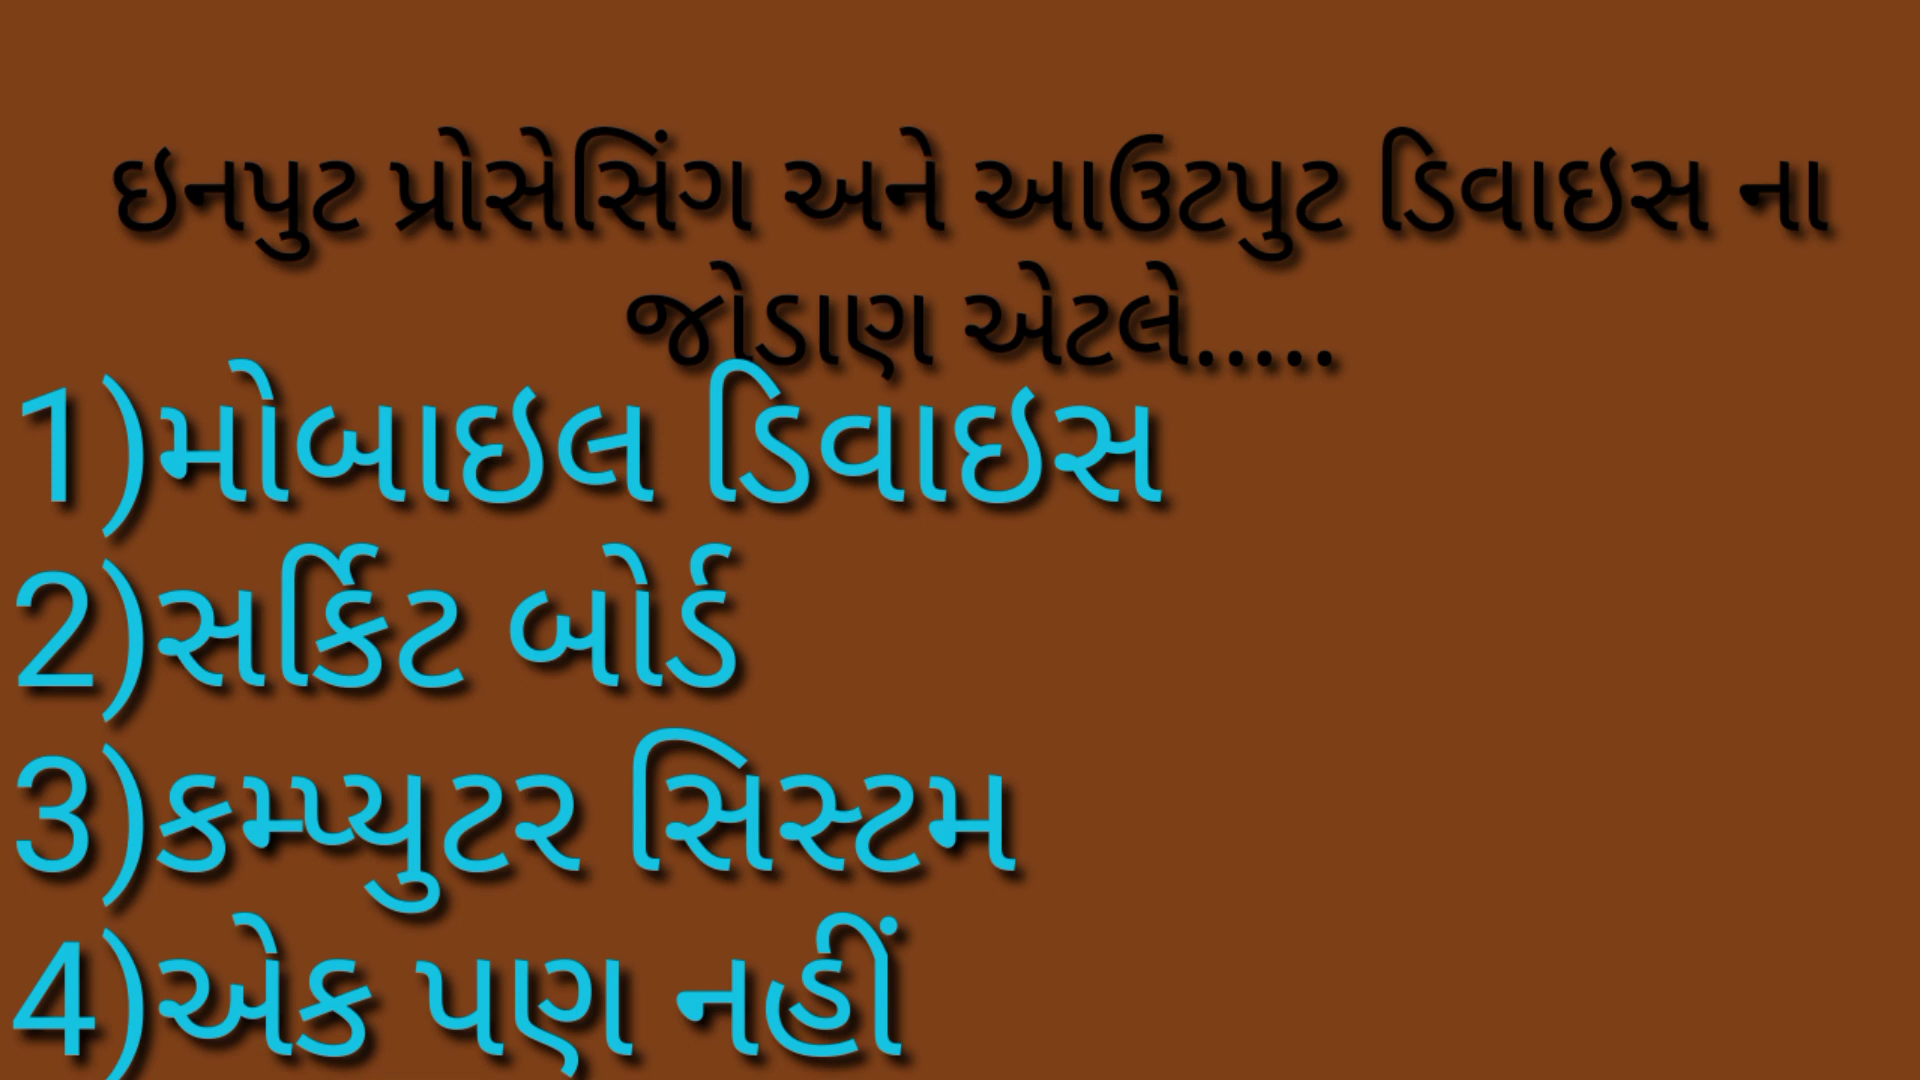 ઇનપુટ પ્રોસેસિંગ અને આઉટપુટ ડિવાઇસ ના
જોડાણ એટલે.....
1)મોબાઇલ ડિવાઇસ
2)સર્કિટ બોર્ડ
3)કમ્પ્યુટર સિસ્ટમ
4)એક પણ નહીં